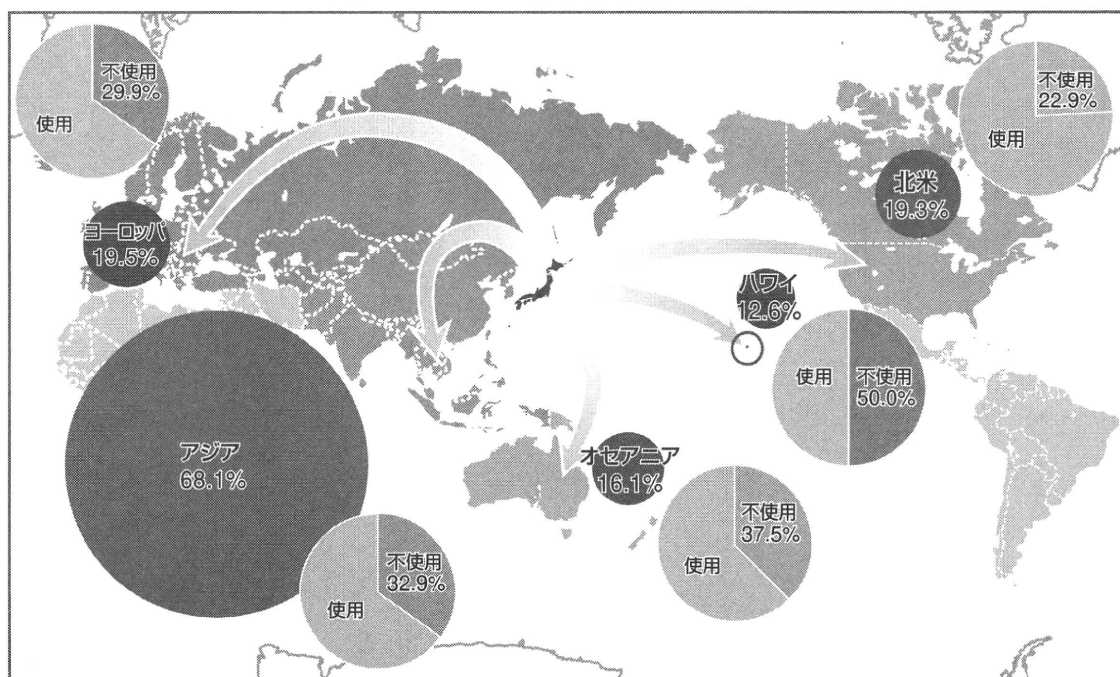 不使用
29.9%
使用
不使用
22.9%
使用
北米
19.3%
ヨーロッパ
19.5%
ハワイ
12.6%
使用
不使用
50.0%
アジア
68.1%
オセアニア
16.1%
不使用
37.5%
使用
不使用
32.9%
使用